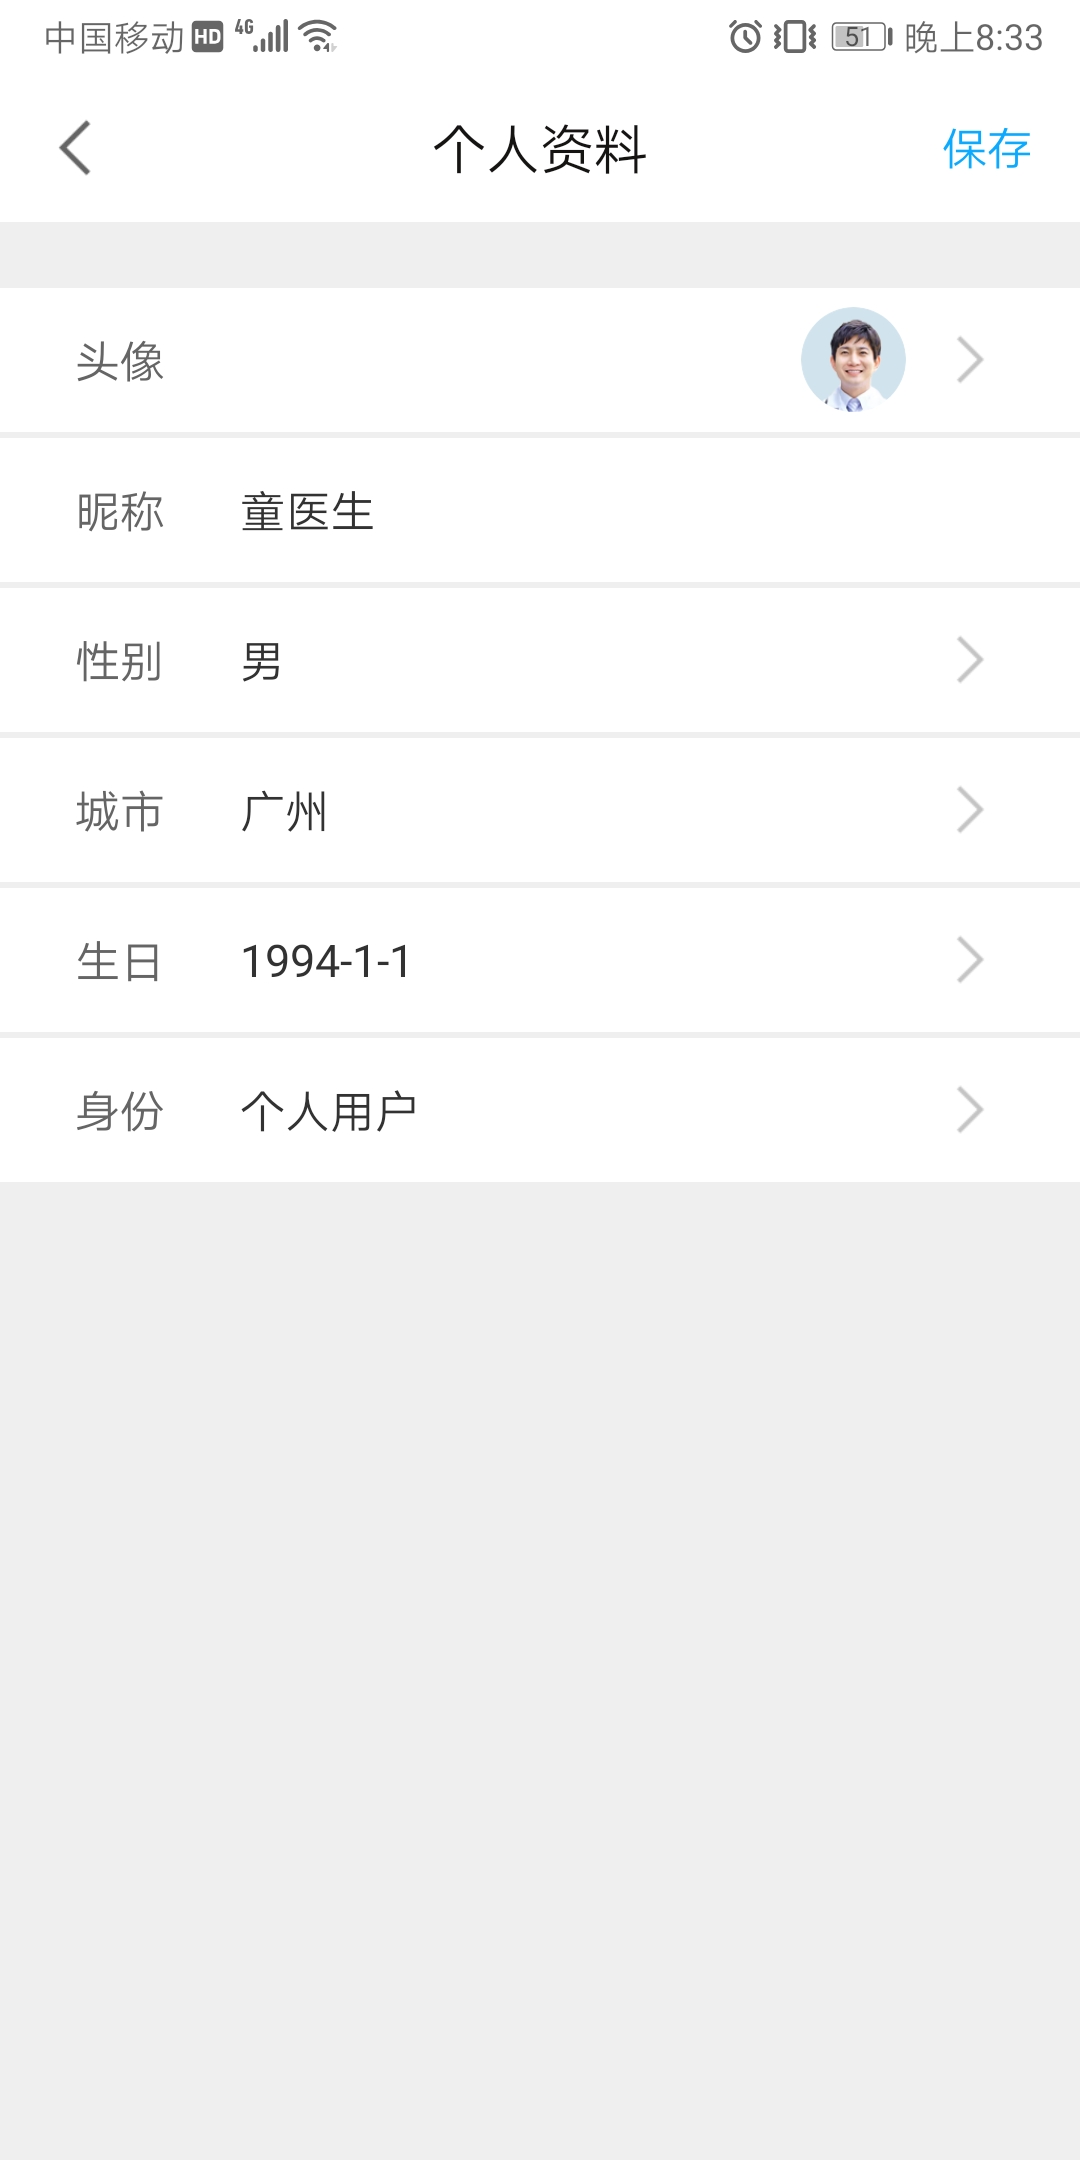 中国移动 HD 4G 51 晚上8:33
个人资料 保存
头像
昵称 童医生
性别 男
城市 广州
生日 1994-1-1
身份 个人用户